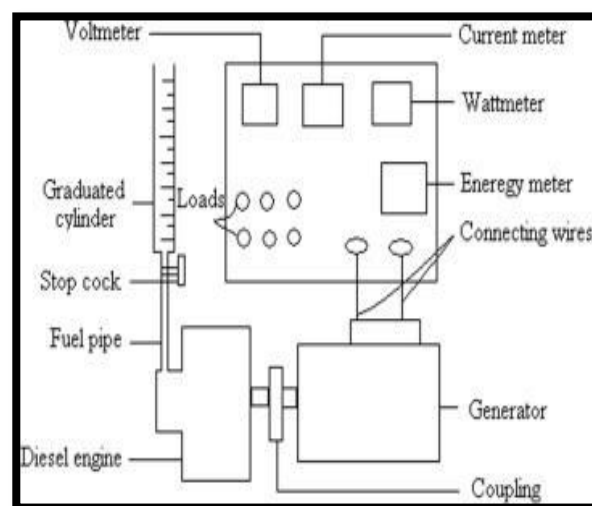 Voltmeter
Current meter
Wattmeter
Graduated
cylinder
Loads
Eneregy meter
Connecting wires
Stop cock
Fuel pipe
Generator
Diesel engine
Coupling